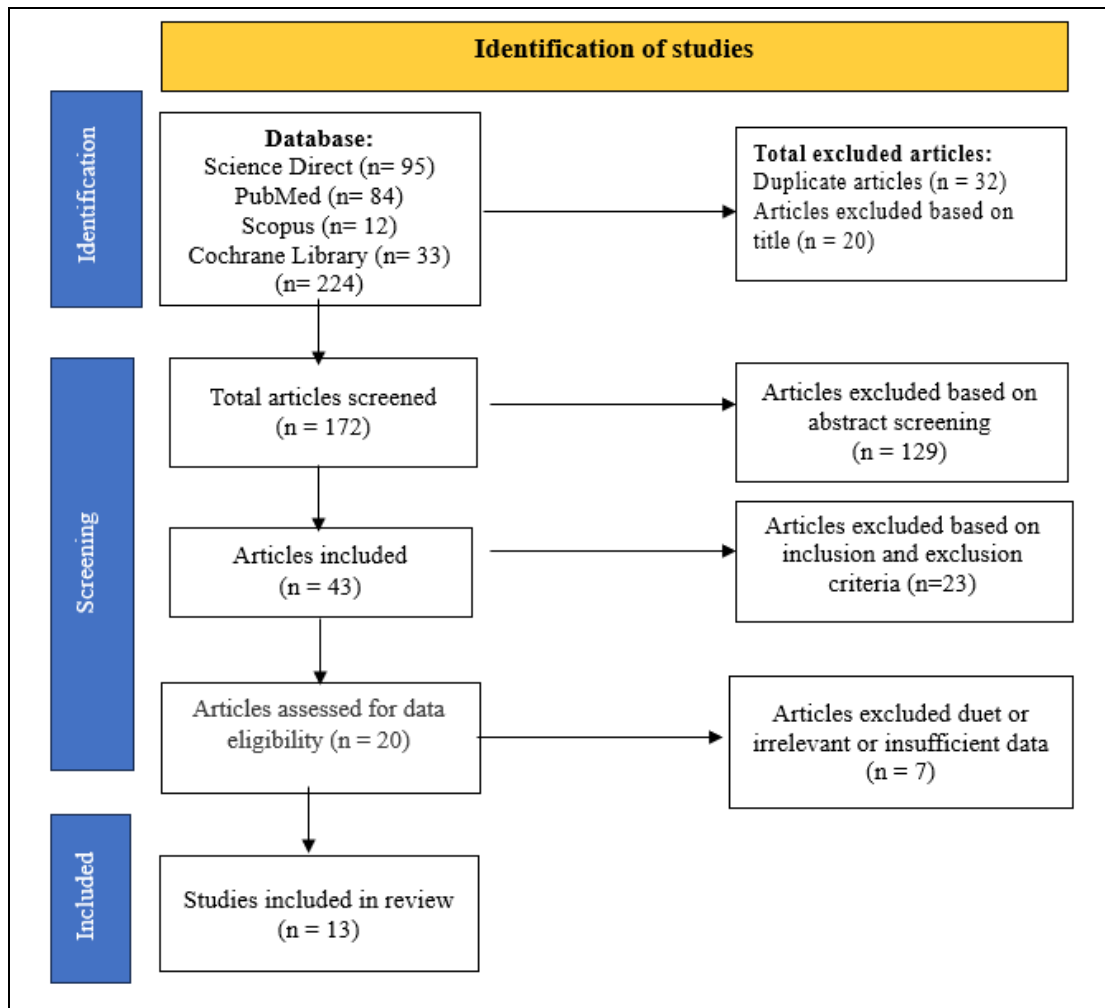 Identification of studies
Identification
Database:
Science Direct (n= 95)
PubMed (n= 84)
Scopus (n= 12)
Cochrane Library (n= 33)
(n= 224)
Total excluded articles:
Duplicate articles (n = 32)
Articles excluded based on
title (n = 20)
Screening
Total articles screened
(n = 172)
Articles excluded based on
abstract screening
(n = 129)
Articles included
(n = 43)
Articles excluded based on
inclusion and exclusion
criteria (n=23)
Articles assessed for data
eligibility (n = 20)
Articles excluded duet or
irrelevant or insufficient data
(n = 7)
Included
Studies included in review
(n = 13)